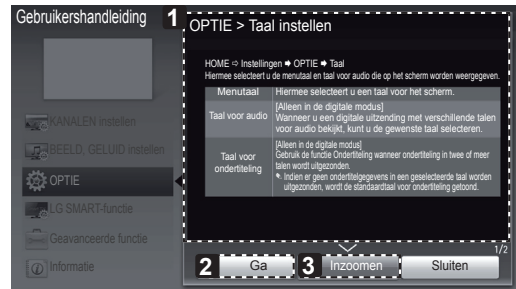 Gebruikershandleiding
1
KANALEN instellen
BEELD, GELUID instellen
OPTIE
LG SMART-functie
Geavanceerde functie
Informatie
OPTIE > Taal instellen
HOME ⇨ Instellingen ➡ OPTIE ➡ Taal
Hiermee selecteert u de menutaal en taal voor audio die op het scherm worden weergegeven.
Menutaal
Hiermee selecteert u een taal voor het scherm.
Taal voor audio
[Alleen in de digitale modus]
Wanneer u een digitale uitzending met verschillende talen
voor audio bekijkt, kunt u de gewenste taal selecteren.
Taal voor
ondertiteling
[Alleen in de digitale modus]
Gebruik de functie Ondertiteling wanneer ondertiteling in twee of meer
talen wordt uitgezonden.
Indien er geen ondertitelgegevens in een geselecteerde taal worden
uitgezonden, wordt de standaardtaal voor ondertiteling getoond.
1/2
2 Ga
3 Inzoomen
Sluiten